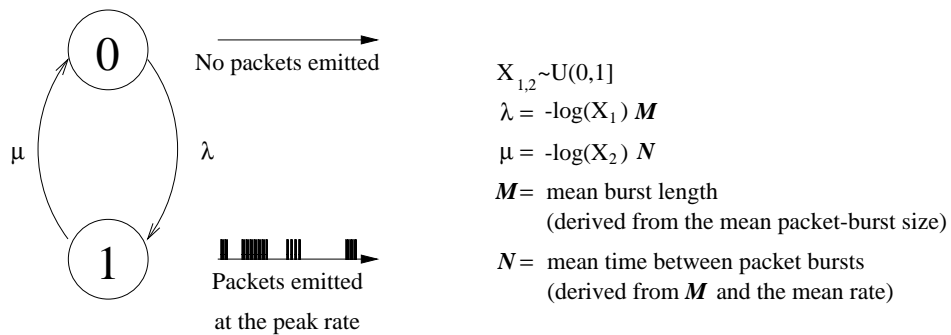 0
No packets emitted
μ
λ
1
Packets emitted
at the peak rate
X1,2~U(0,1]
λ = -log(X1) M
μ = -log(X2) N
M= mean burst length
(derived from the mean packet-burst size)
N= mean time between packet bursts
(derived from M and the mean rate)